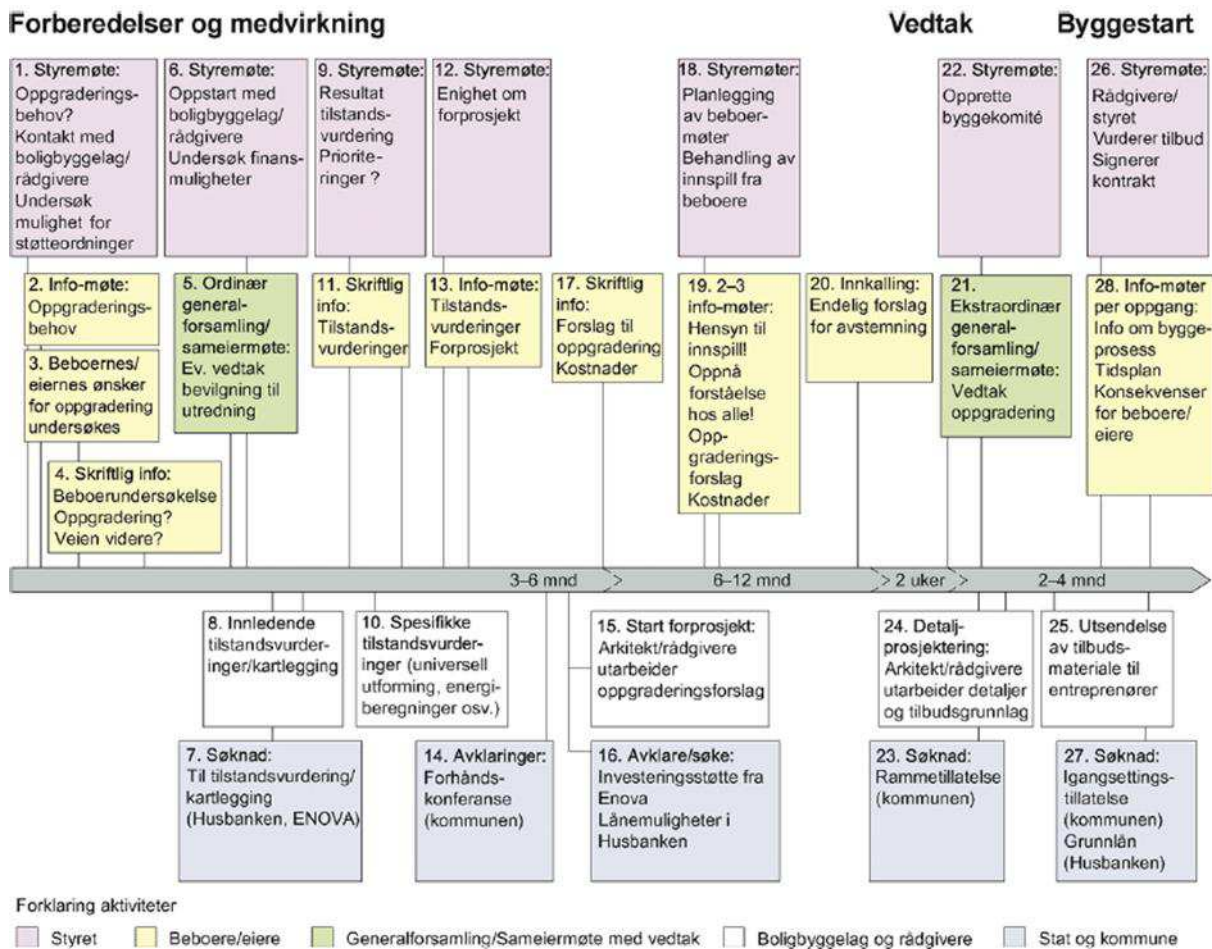 Forberedelser og medvirkning
Vedtak
Byggestart
1. Styremøte:
Oppgraderings-
behov?
Kontakt med
boligbyggelag/
rådgivere
Undersøk
mulighet for
støtteordninger
6. Styremøte:
Oppstart med
boligbyggelag/
rådgivere
Undersøk finans-
muligheter
9. Styremøte:
Resultat
tilstands-
vurdering
Priorite-
ringer ?
12. Styremøte:
Enighet om
forprosjekt
18. Styremøter:
Planlegging
av beboer-
møter
Behandling av
innspill fra
beboere
22. Styremøte:
Opprette
byggekomité
26. Styremøte:
Rådgivere/
styret
Vurderer tilbud
Signerer
kontrakt
2. Info-møte:
Oppgraderings-
behov
3. Beboernes/
eiernes ønsker
for oppgradering
undersøkes
4. Skriftlig info:
Beboerundersøkelse
Oppgradering?
Veien videre?
5. Ordinær
general-
forsamling/
sameiermøte:
Ev. vedtak
bevilgning til
utredning
11. Skriftlig
info:
Tilstands-
vurderinger
13. Info-møte:
Tilstands-
vurderinger
Forprosjekt
17. Skriftlig
info:
Forslag til
oppgradering
Kostnader
19. 2–3
info-møter:
Hensyn til
innspill!
Oppnå
forståelse
hos alle!
Opp-
graderings-
forslag
Kostnader
20. Innkalling:
Endelig forslag
for avstemning
21.
Ekstraordinær
general-
forsamling/
sameiermøte:
Vedtak
oppgradering
28. Info-møter
per oppgang:
Info om bygge-
prosess
Tidsplan
Konsekvenser
for beboere/
eiere
3–6 mnd
6–12 mnd
2 uker
2–4 mnd
8. Innledende
tilstandsvurder-
inger/kartlegging
10. Spesifikke
tilstandsvurder-
inger (universell
utforming, energi-
beregninger osv.)
15. Start forprosjekt:
Arkitekt/rådgivere
utarbeider
oppgraderingsforslag
24. Detalj-
prosjektering:
Arkitekt/rådgivere
utarbeider detaljer
og tilbudsgrunnlag
25. Utsendelse
av tilbuds-
materiale til
entreprenører
7. Søknad:
Til tilstandsvurdering/
kartlegging
(Husbanken, ENOVA)
14. Avklaringer:
Forhånds-
konferanse
(kommunen)
16. Avklare/søke:
Investeringsstøtte fra
Enova
Lånemuligheter i
Husbanken
23. Søknad:
Rammetillatelse
(kommunen)
27. Søknad:
Igangsettings-
tillatelse
(kommunen)
Grunnlån
(Husbanken)
Forklaring aktiviteter
Styret
Beboere/eiere
Generalforsamling/Sameiermøte med vedtak
Boligbyggelag og rådgivere
Stat og kommune